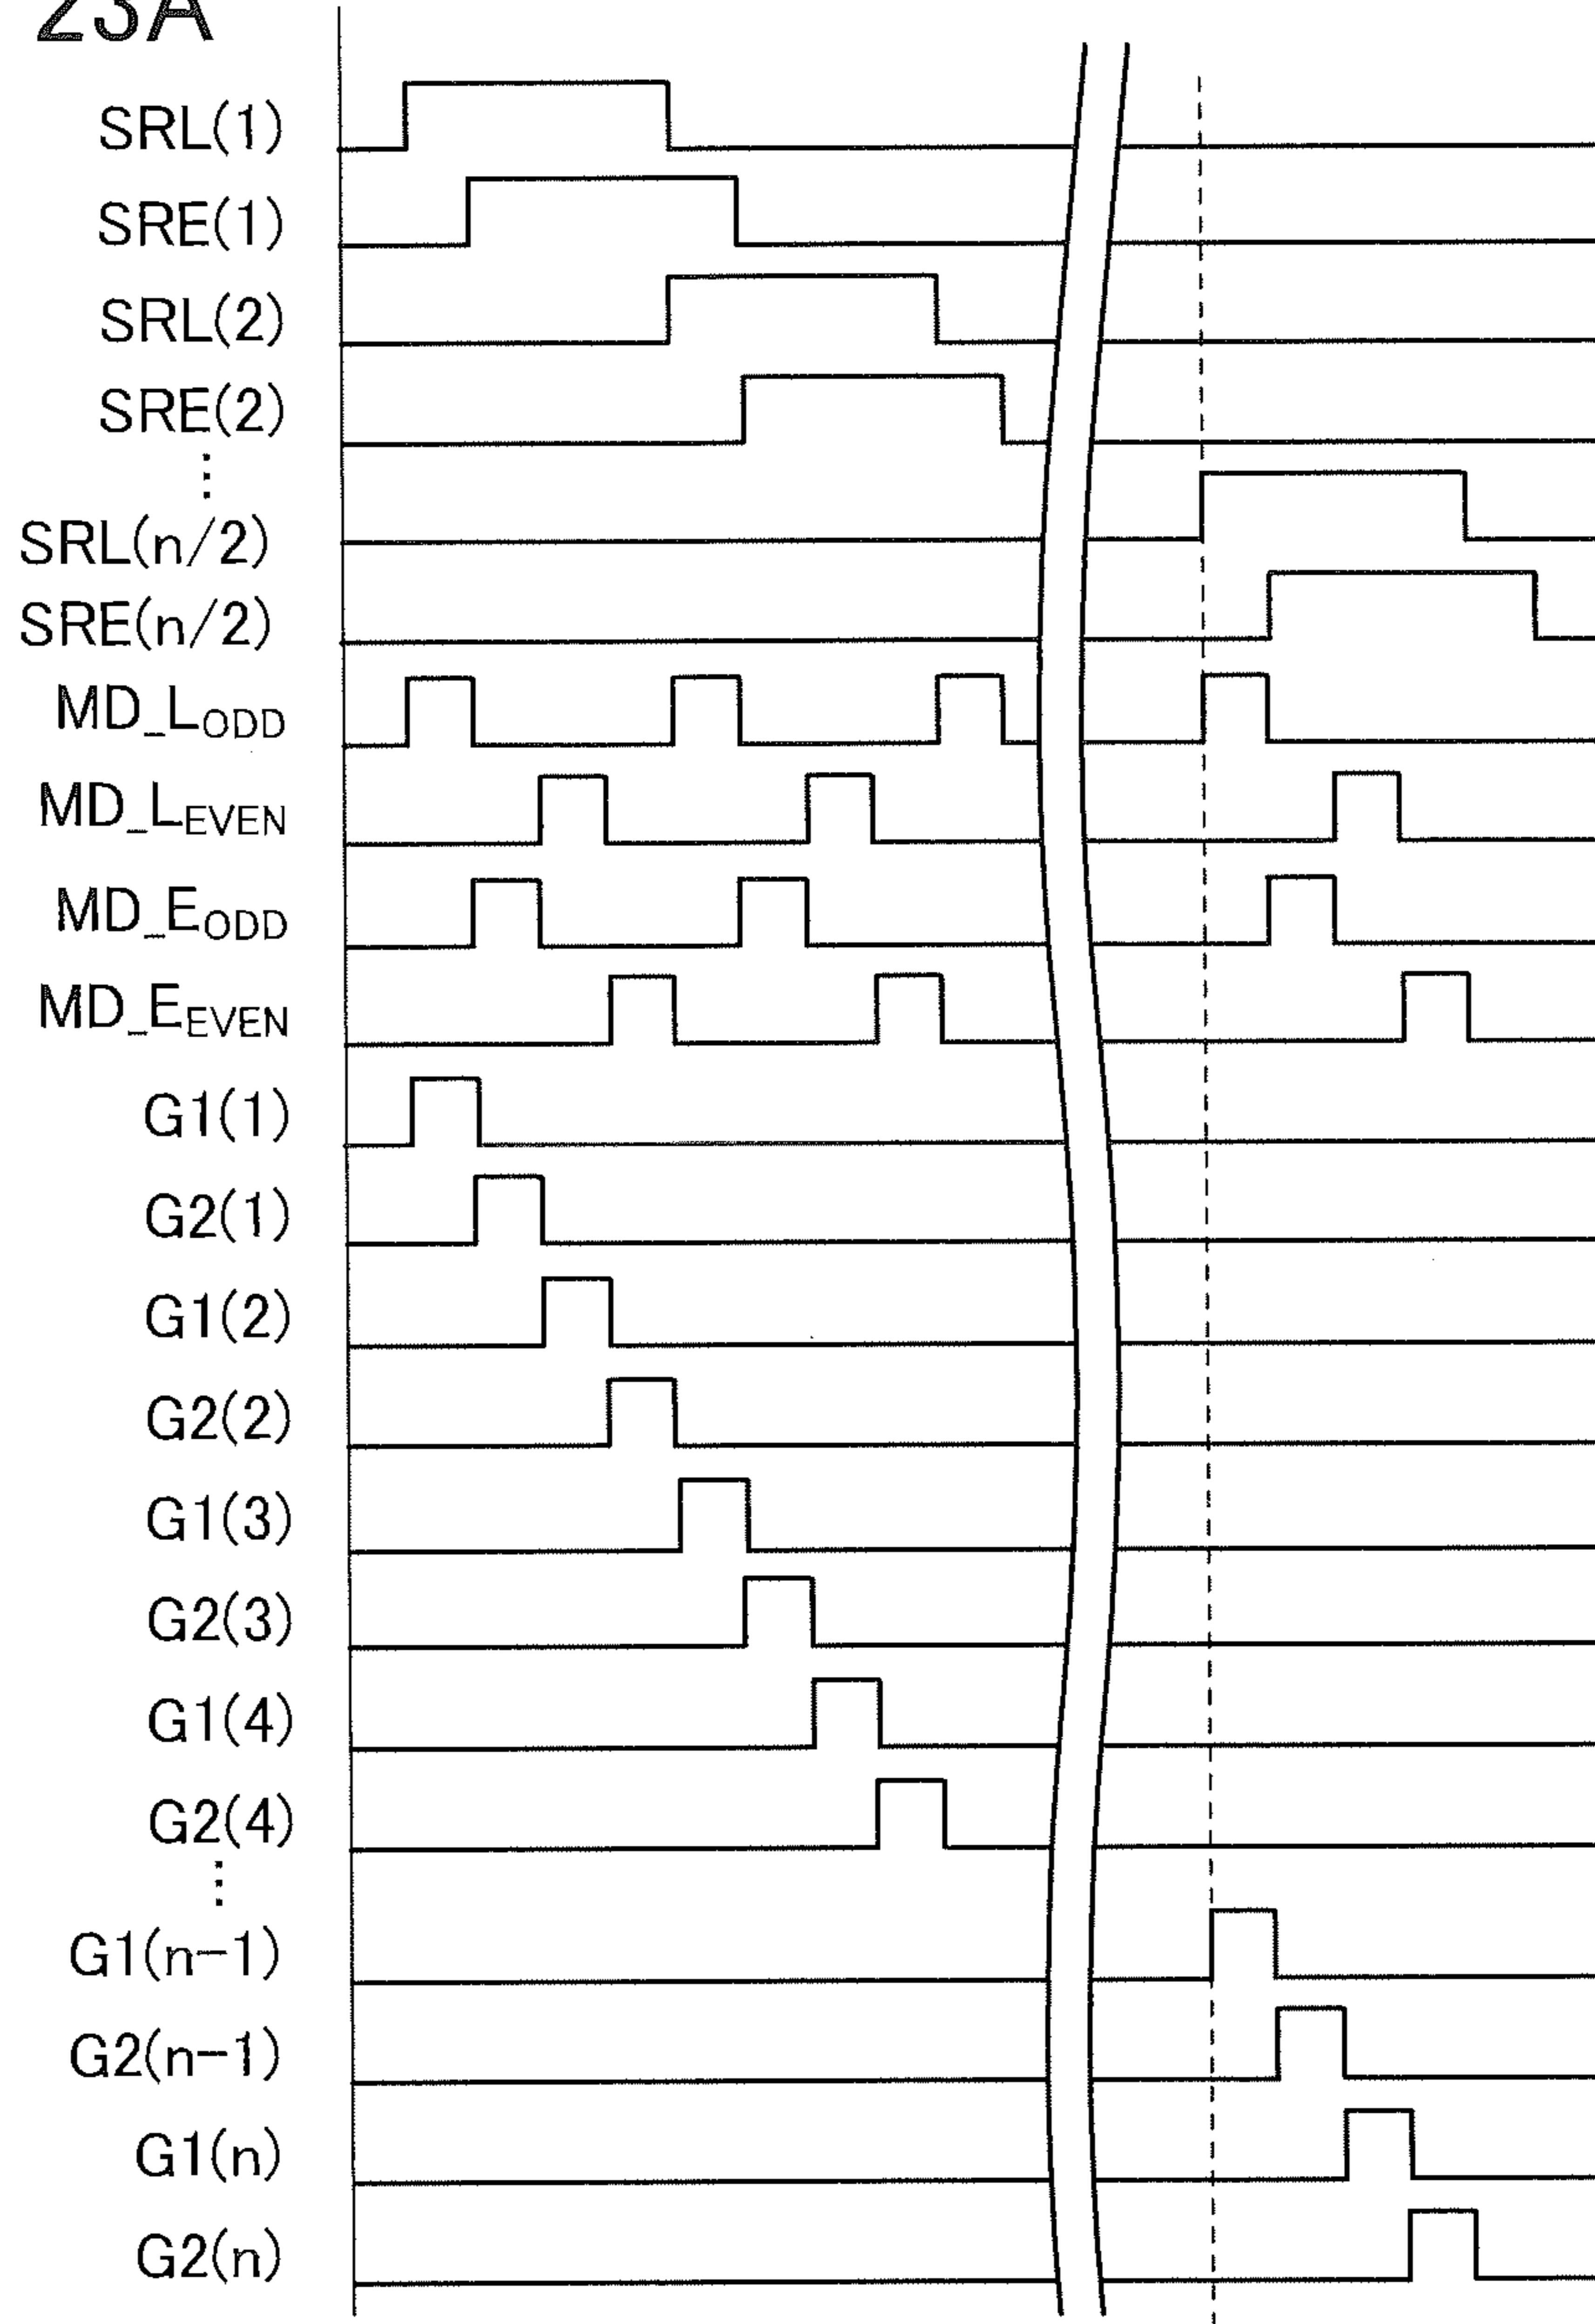 23A
SRL(1)
SRE(1)
SRL(2)
SRE(2)
⋮
SRL(n/2)
SRE(n/2)
MD_LODD
MD_LEVEN
MD_EODD
MD_EEVEN
G1(1)
G2(1)
G1(2)
G2(2)
G1(3)
G2(3)
G1(4)
G2(4)
⋮
G1(n-1)
G2(n-1)
G1(n)
G2(n)